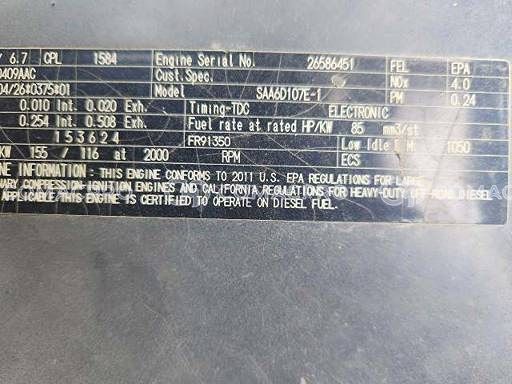 6.7 CPL 1584 Engine Serial No. 26586451 FEL EPA
0409AAC Cust.Spec. NOx 4.0
04/26#0375#01 Model SAA6D107E-1 PM 0.24
0.010 Int. 0.020 Exh. Timing-TDC ELECTRONIC
0.254 Int. 0.508 Exh. Fuel rate at rated HP/KW 85 mm3/st
153624 FR91350 Low Idle 1050
KW 155 / 116 at 2000 RPM ECS
INFORMATION : THIS ENGINE CONFORMS TO 2011 U.S. EPA REGULATIONS FOR LARGE
NARY COMPRESSION-IGNITION ENGINES AND CALIFORNIA REGULATIONS FOR HEAVY-DUTY OFF-ROAD DIESEL
APPLICABLE THIS ENGINE IS CERTIFIED TO OPERATE ON DIESEL FUEL.